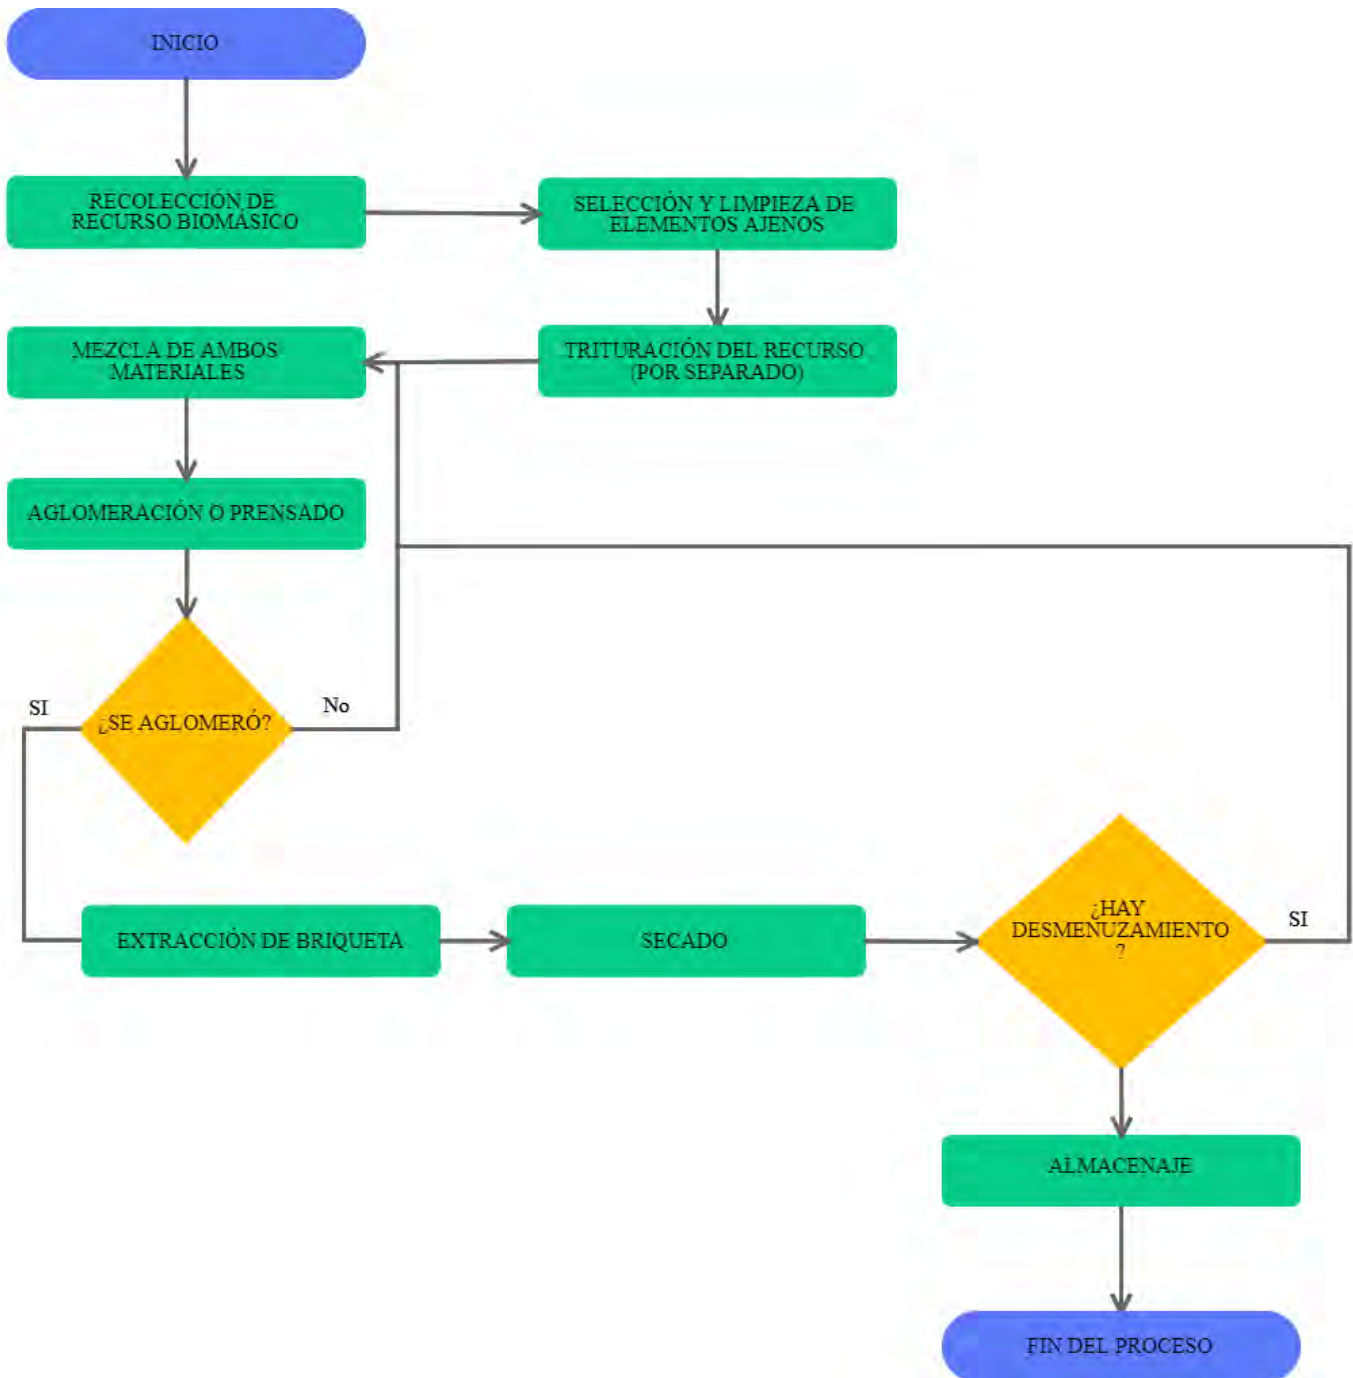 INICIO
RECOLECCIÓN DE
RECURSO BIOMÁSICO
SELECCIÓN Y LIMPIEZA DE
ELEMENTOS AJENOS
MEZCLA DE AMBOS
MATERIALES
TRITURACIÓN DEL RECURSO
(POR SEPARADO)
AGLOMERACIÓN O PRENSADO
SI
¿SE AGLOMERÓ?
No
EXTRACCIÓN DE BRIQUETA
SECADO
¿HAY
DESMENUZAMIENTO
?
SI
ALMACENAJE
FIN DEL PROCESO